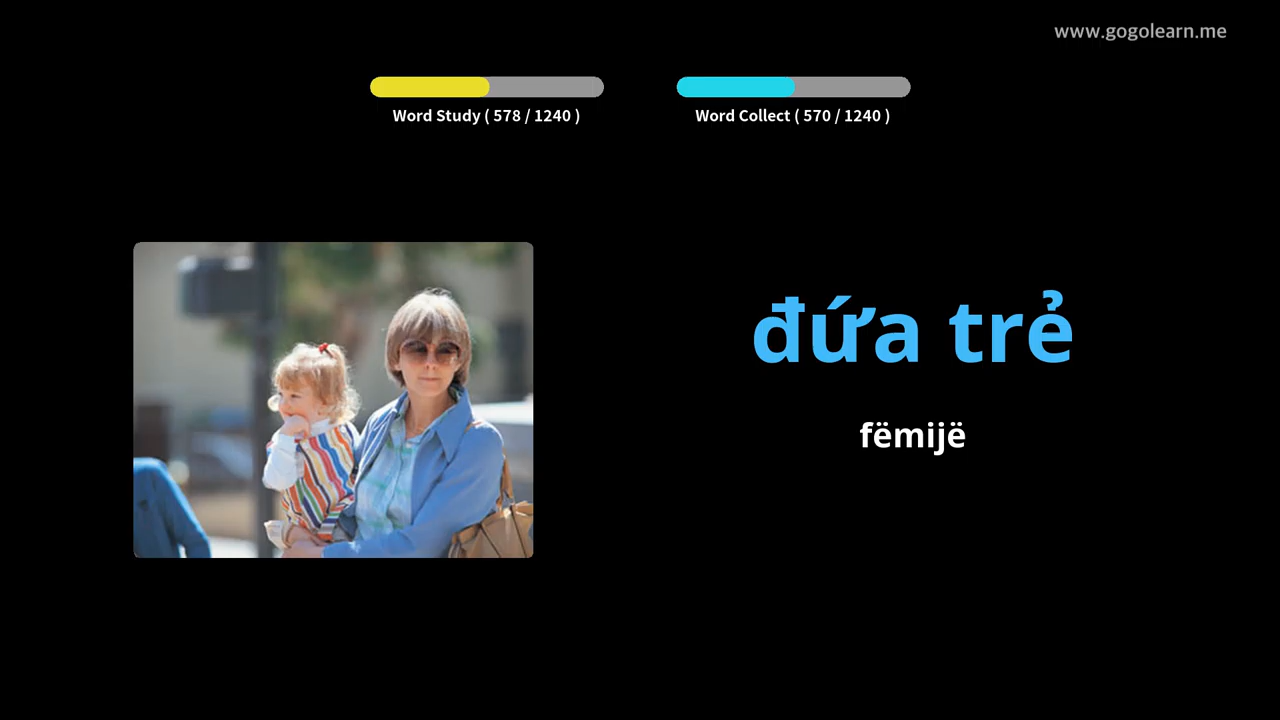 www.gogolearn.me
Word Study ( 578 / 1240 )
Word Collect ( 570 / 1240 )
đứa trẻ
fëmijë